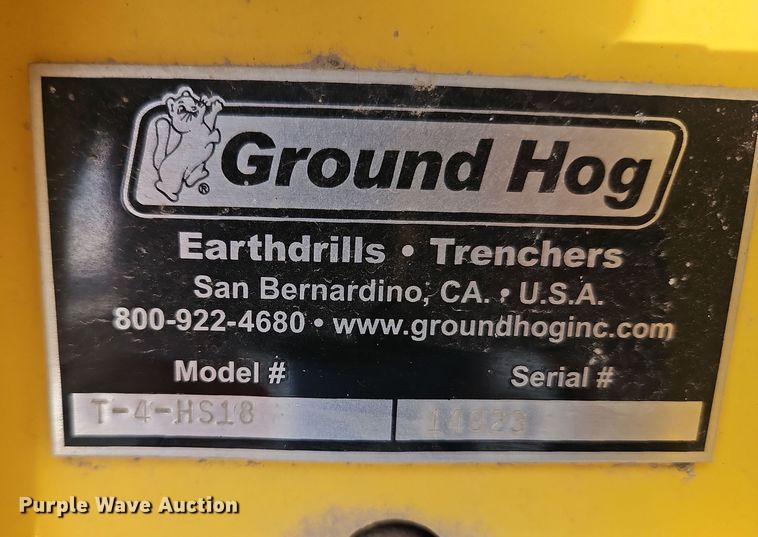 Ground Hog
®
Earthdrills • Trenchers
San Bernardino, CA. • U.S.A.
800-922-4680 • www.groundhoginc.com
Model # Serial #
T-4-HS18
Purple Wave Auction